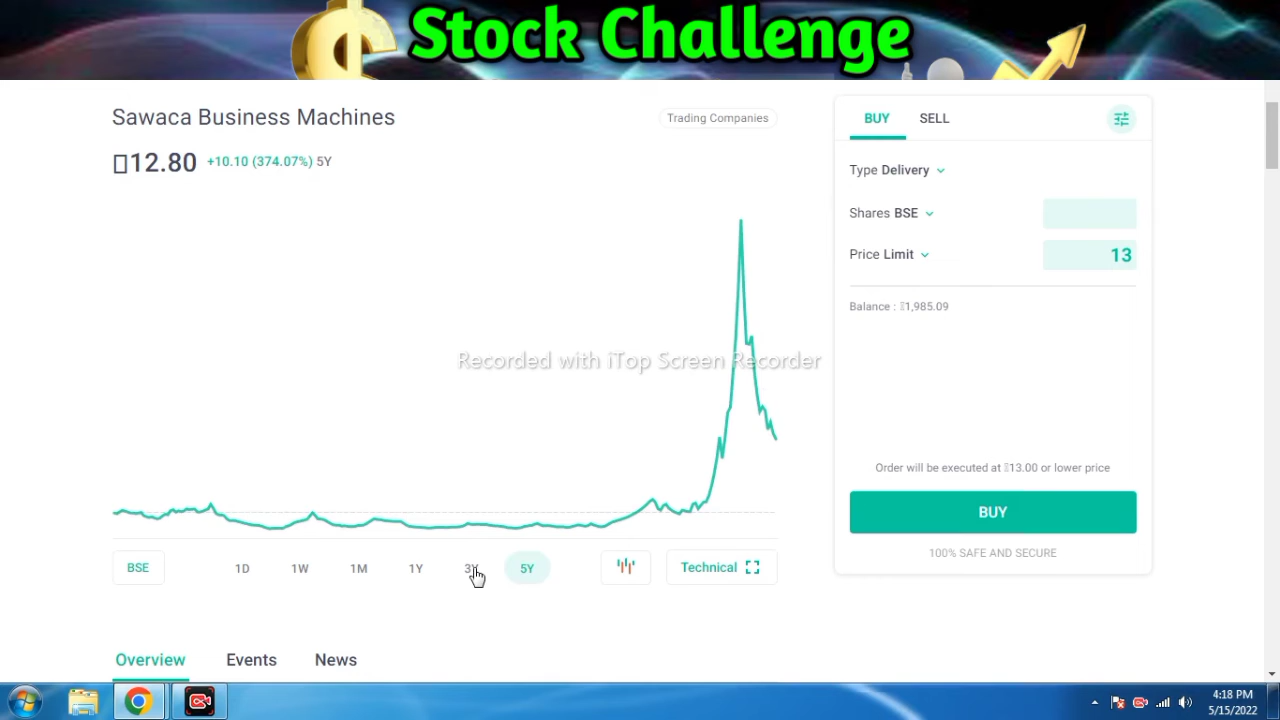 Stock Challenge
Sawaca Business Machines
Trading Companies
12.80 +10.10 (374.07%) 5Y
BUY SELL
Type Delivery
Shares BSE
Price Limit 13
Balance : 1,985.09
Recorded with iTop Screen Recorder
Order will be executed at 13.00 or lower price
BUY
100% SAFE AND SECURE
BSE 1D 1W 1M 1Y 3Y 5Y Technical
Overview Events News
4:18 PM
5/15/2022